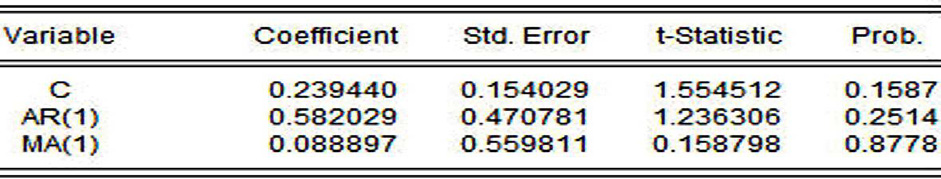 Variable Coefficient Std. Error t-Statistic Prob.
C 0.239440 0.154029 1.554512 0.1587
AR(1) 0.582029 0.470781 1.236306 0.2514
MA(1) 0.088897 0.559811 0.158798 0.8778